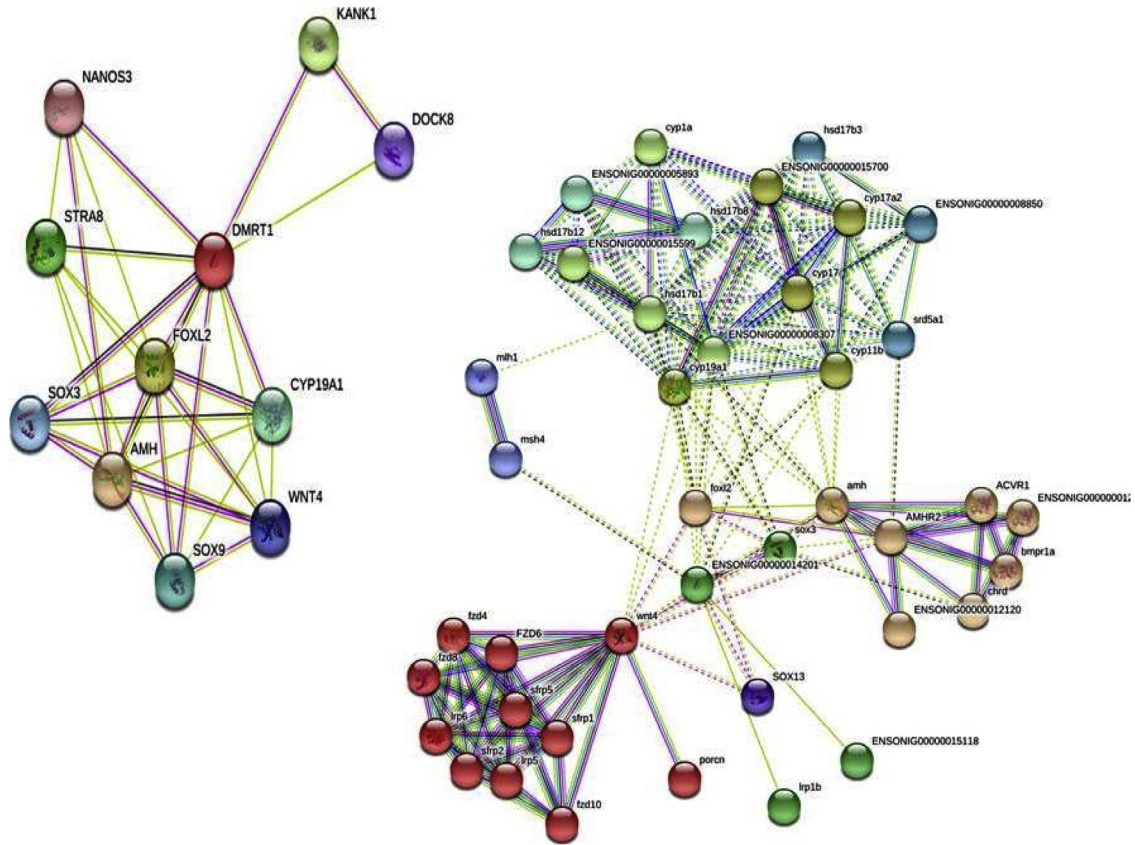 KANK1
NANOS3
DOCK8
STRA8
DMRT1
FOXL2
SOX3
CYP19A1
AMH
WNT4
SOX9
cyp1a
hsd17b3
ENSONIG00000015700
ENSONIG00000005893
cyp17a2
ENSONIG00000008850
hsd17b8
hsd17b12
ENSONIG00000015599
cyp17
hsd17b1
srd5a1
ENSONIG00000008307
cyp11b
mlh1
cyp19a1
msh4
foxl2
amh
ACVR1
ENSONIG000000012
AMHR2
sox3
bmpr1a
ENSONIG00000014201
chrd
ENSONIG00000012120
wnt4
fzd4
FZD6
fzd8
sfrp5
SOX13
lrp6
sfrp1
sfrp2
lrp5
porcn
ENSONIG00000015118
lrp1b
fzd10